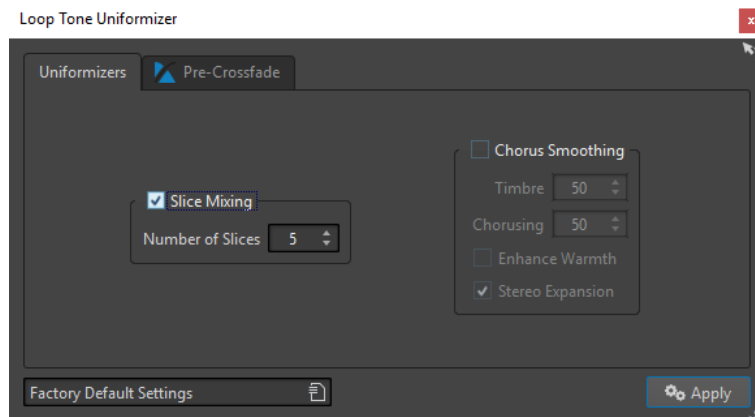 Loop Tone Uniformizer
x
Uniformizers
Pre-Crossfade
Slice Mixing
Number of Slices 5
Chorus Smoothing
Timbre 50
Chorusing 50
Enhance Warmth
Stereo Expansion
Factory Default Settings
Apply